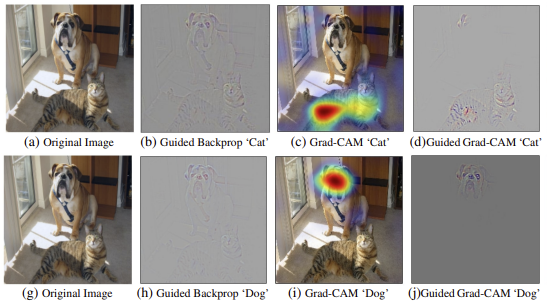 (a) Original Image (b) Guided Backprop ‘Cat’ (c) Grad-CAM ‘Cat’ (d)Guided Grad-CAM ‘Cat’
(g) Original Image (h) Guided Backprop ‘Dog’ (i) Grad-CAM ‘Dog’ (j)Guided Grad-CAM ‘Dog’